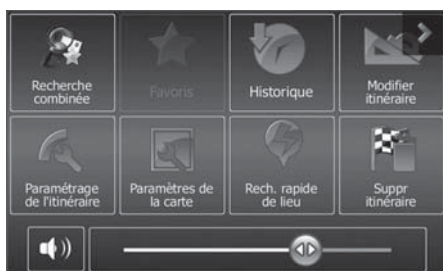 Recherche
combinée
Favoris
Historique
Modifier
itinéraire
Paramétrage
de l'itinéraire
Paramètres de
la carte
Rech. rapide
de lieu
Suppr
itinéraire